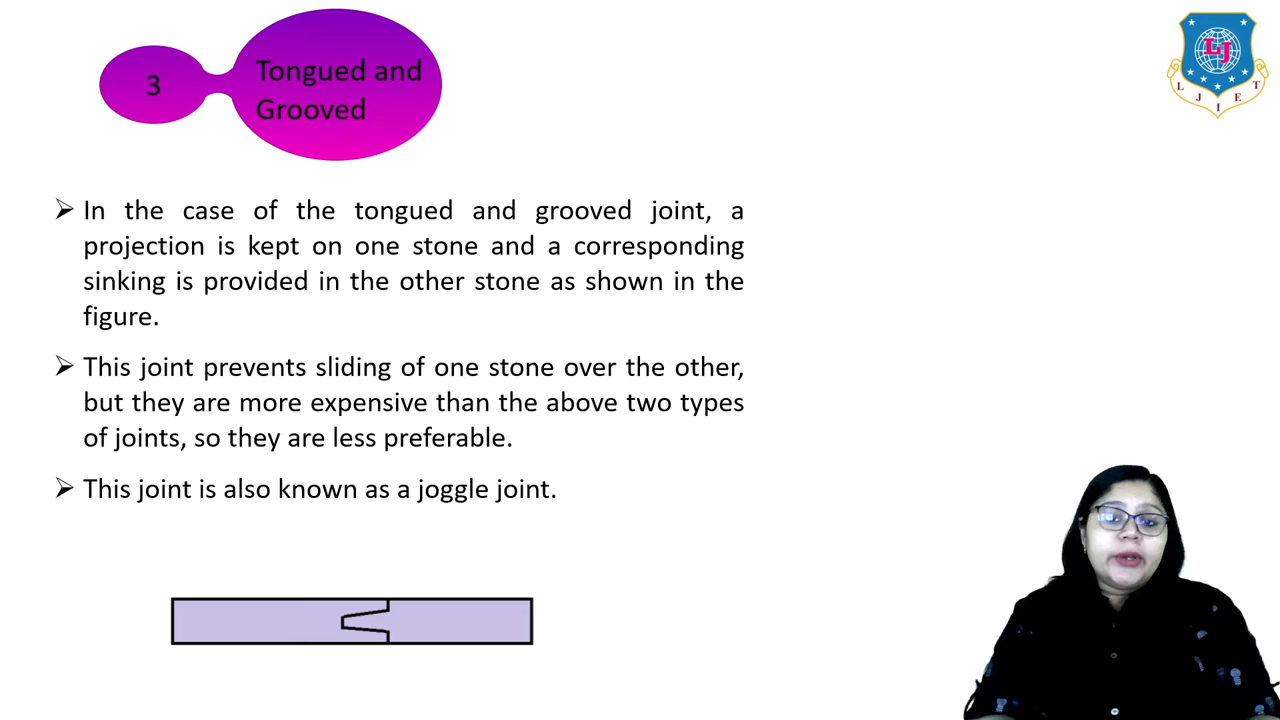 3
Tongued and
Grooved
LJ
L J I E T
➢ In the case of the tongued and grooved joint, a
projection is kept on one stone and a corresponding
sinking is provided in the other stone as shown in the
figure.
➢ This joint prevents sliding of one stone over the other,
but they are more expensive than the above two types
of joints, so they are less preferable.
➢ This joint is also known as a joggle joint.